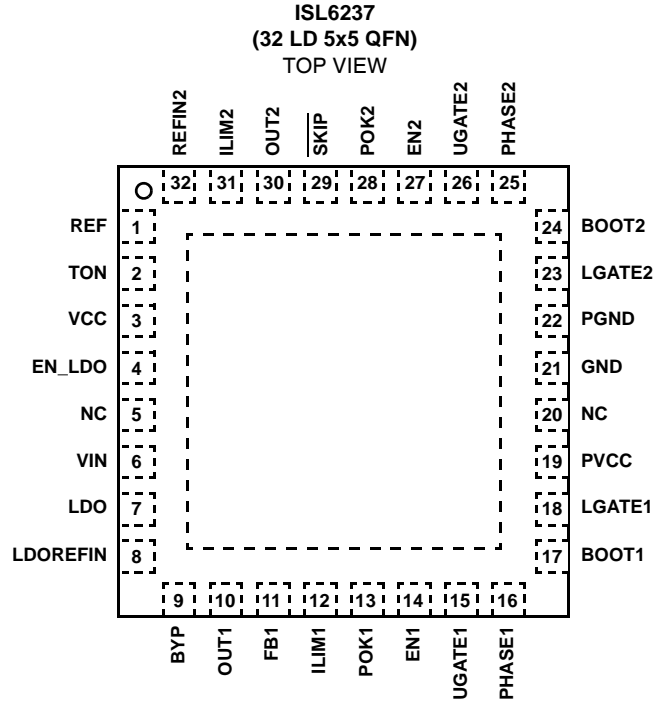 ISL6237
(32 LD 5x5 QFN)
TOP VIEW
REFIN2
ILIM2
OUT2
SKIP
POK2
EN2
UGATE2
PHASE2
32 31 30 29 28 27 26 25
REF 1
TON 2
VCC 3
EN_LDO 4
NC 5
VIN 6
LDO 7
LDOREFIN 8
24 BOOT2
23 LGATE2
22 PGND
21 GND
20 NC
19 PVCC
18 LGATE1
17 BOOT1
9 10 11 12 13 14 15 16
BYP
OUT1
FB1
ILIM1
POK1
EN1
UGATE1
PHASE1